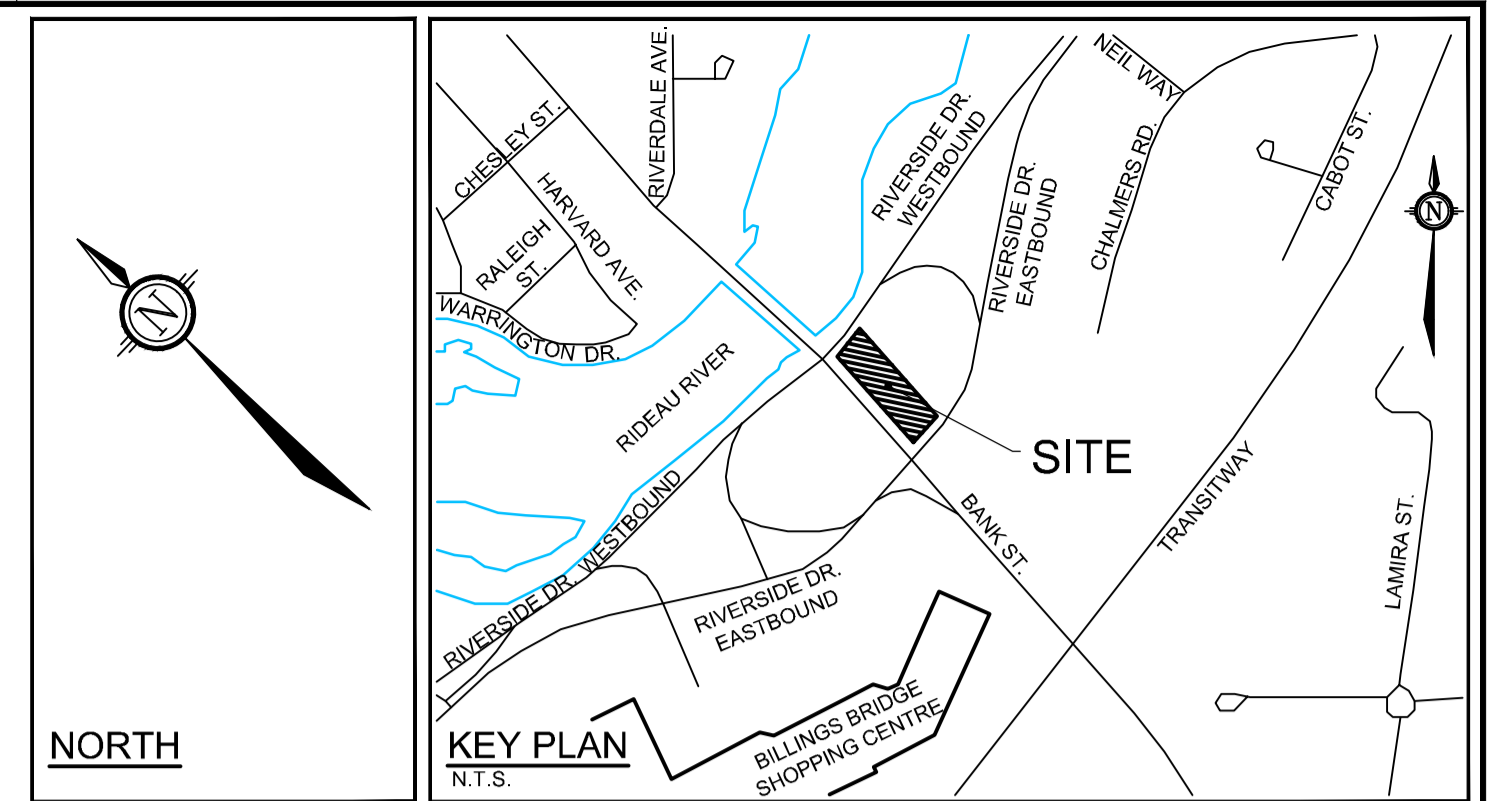 N
NORTH
CHESLEY ST.
RIVERDALE AVE.
HARVARD AVE.
RALEIGH
ST.
WARRINGTON DR.
RIDEAU RIVER
RIVERSIDE DR.
WESTBOUND
RIVERSIDE DR.
EASTBOUND
NEIL WAY
CHALMERS RD.
CABOT ST.
N
SITE
BANK ST.
TRANSITWAY
LAMIRA ST.
RIVERSIDE DR. WESTBOUND
RIVERSIDE DR.
EASTBOUND
BILLINGS BRIDGE
SHOPPING CENTRE
KEY PLAN
N.T.S.